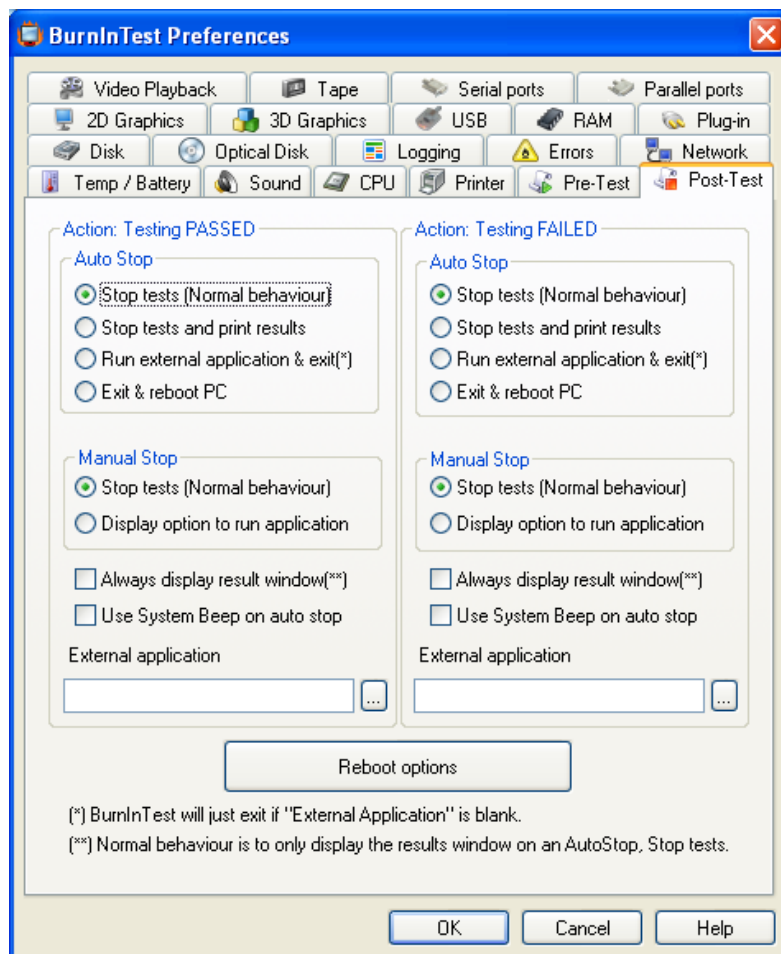 BurnInTest Preferences
Video Playback Tape Serial ports Parallel ports
2D Graphics 3D Graphics USB RAM Plug-in
Disk Optical Disk Logging Errors Network
Temp / Battery Sound CPU Printer Pre-Test Post-Test
Action: Testing PASSED
Auto Stop
Stop tests (Normal behaviour)
Stop tests and print results
Run external application & exit(*)
Exit & reboot PC
Manual Stop
Stop tests (Normal behaviour)
Display option to run application
Always display result window(**)
Use System Beep on auto stop
External application
...
Action: Testing FAILED
Auto Stop
Stop tests (Normal behaviour)
Stop tests and print results
Run external application & exit(*)
Exit & reboot PC
Manual Stop
Stop tests (Normal behaviour)
Display option to run application
Always display result window(**)
Use System Beep on auto stop
External application
...
Reboot options
(*) BurnInTest will just exit if "External Application" is blank.
(**) Normal behaviour is to only display the results window on an AutoStop, Stop tests.
OK Cancel Help